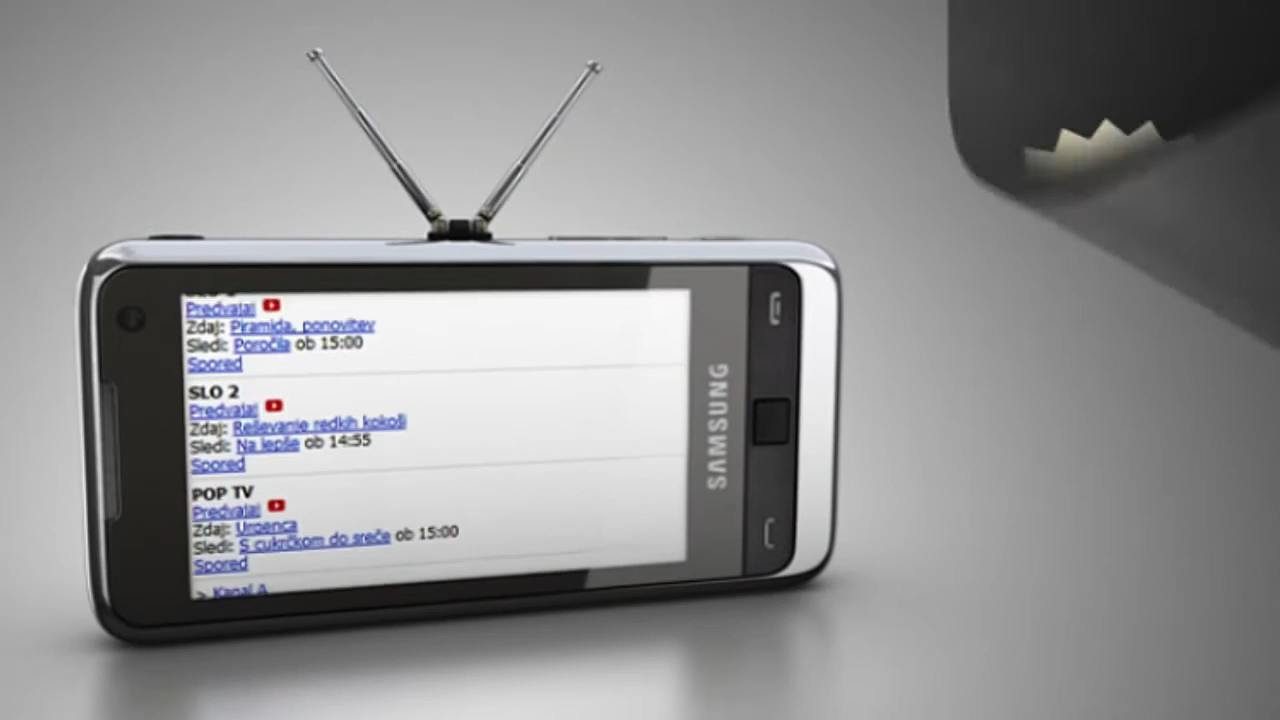 Predvajaj
Zdaj: Piramida, ponovitev
Sledi: Poročila ob 15:00
Spored
SLO 2
Predvajaj
Zdaj: Reševanje redkih kokoši
Sledi: Na lepše ob 14:55
Spored
POP TV
Predvajaj
Zdaj: Urgenca
Sledi: S cukrčkom do sreče ob 15:00
Spored
> Kanal A
SAMSUNG